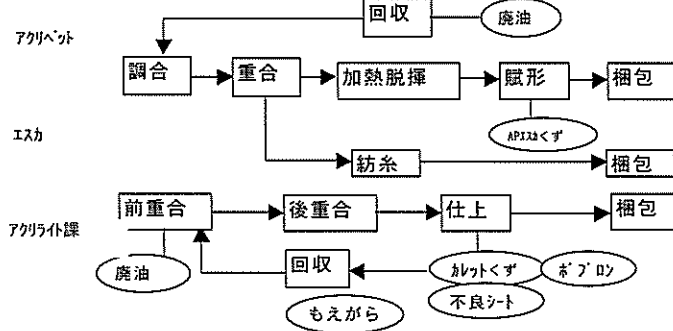 回収
廃油
アクリペット
調合
重合
加熱脱揮
賦形
梱包
APエスカくず
エスカ
紡糸
梱包
前重合
後重合
仕上
梱包
アクリライト課
廃油
回収
カレットくず
ポプロン
不良シート
もえがら